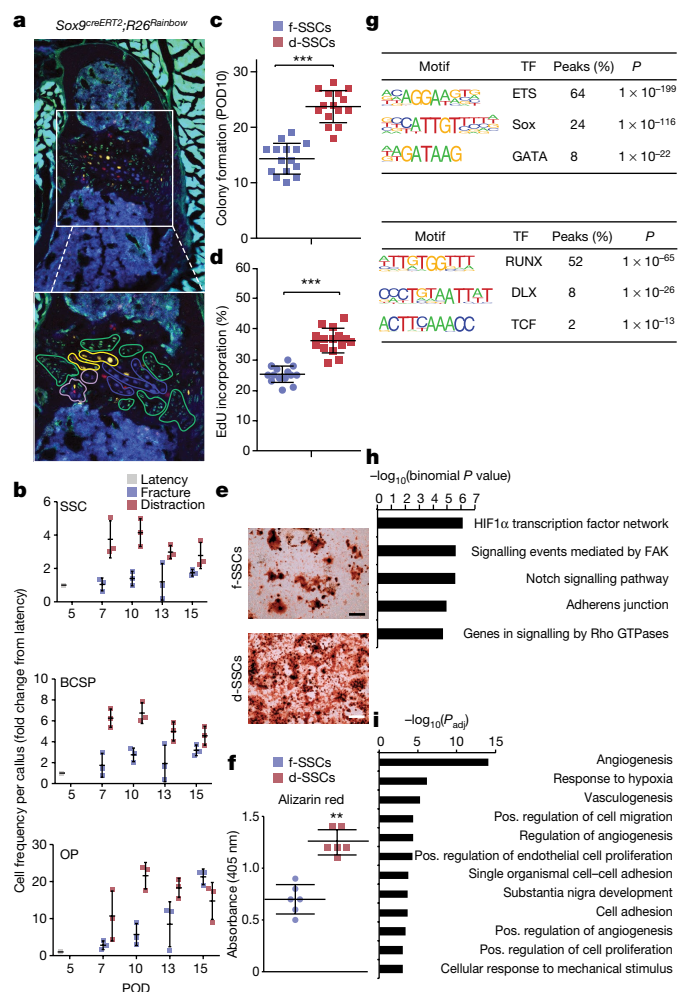 a
Sox9creERT2;R26Rainbow
b
Latency
Fracture
Distraction
SSC
6
4
2
0
5 7 10 13 15
BCSP
10
8
6
4
2
0
5 7 10 13 15
OP
30
20
10
0
5 7 10 13 15
POD
Cell frequency per callus (fold change from latency)
c
f-SSCs
d-SSCs
***
30
20
10
0
Colony formation (POD10)
d
***
60
50
40
30
20
10
0
EdU incorporation (%)
e
f-SSCs
d-SSCs
f
f-SSCs
d-SSCs
Alizarin red
**
1.5
1.0
0.5
0
Absorbance (405 nm)
g
Motif TF Peaks (%) P
AGGAA ETS 64 1 × 10−199
ATTGT Sox 24 1 × 10−116
AGATAAG GATA 8 1 × 10−22
Motif TF Peaks (%) P
TTGTGGTTT RUNX 52 1 × 10−65
CTGTAATTAT DLX 8 1 × 10−26
ACTTCAAACC TCF 2 1 × 10−13
h
−log10(binomial P value)
0 1 2 3 4 5 6 7
HIF1α transcription factor network
Signalling events mediated by FAK
Notch signalling pathway
Adherens junction
Genes in signalling by Rho GTPases
i
−log10(Padj)
0 5 10 15
Angiogenesis
Response to hypoxia
Vasculogenesis
Pos. regulation of cell migration
Regulation of angiogenesis
Pos. regulation of endothelial cell proliferation
Single organismal cell–cell adhesion
Substantia nigra development
Cell adhesion
Pos. regulation of angiogenesis
Pos. regulation of cell proliferation
Cellular response to mechanical stimulus